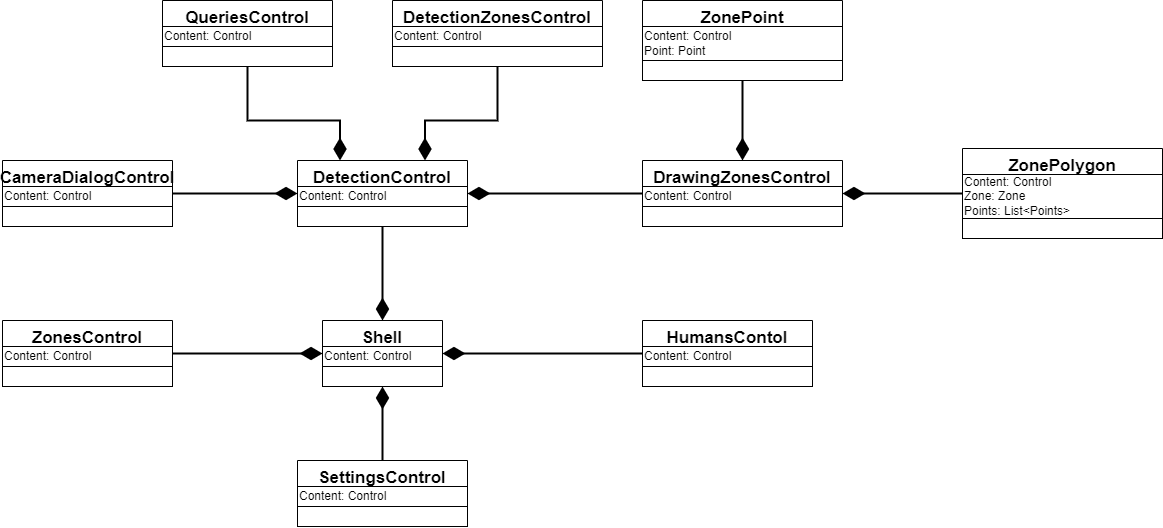 QueriesControl
Content: Control
DetectionZonesControl
Content: Control
ZonePoint
Content: Control
Point: Point
CameraDialogControl
Content: Control
DetectionControl
Content: Control
DrawingZonesControl
Content: Control
ZonePolygon
Content: Control
Zone: Zone
Points: List<Points>
ZonesControl
Content: Control
Shell
Content: Control
HumansContol
Content: Control
SettingsControl
Content: Control